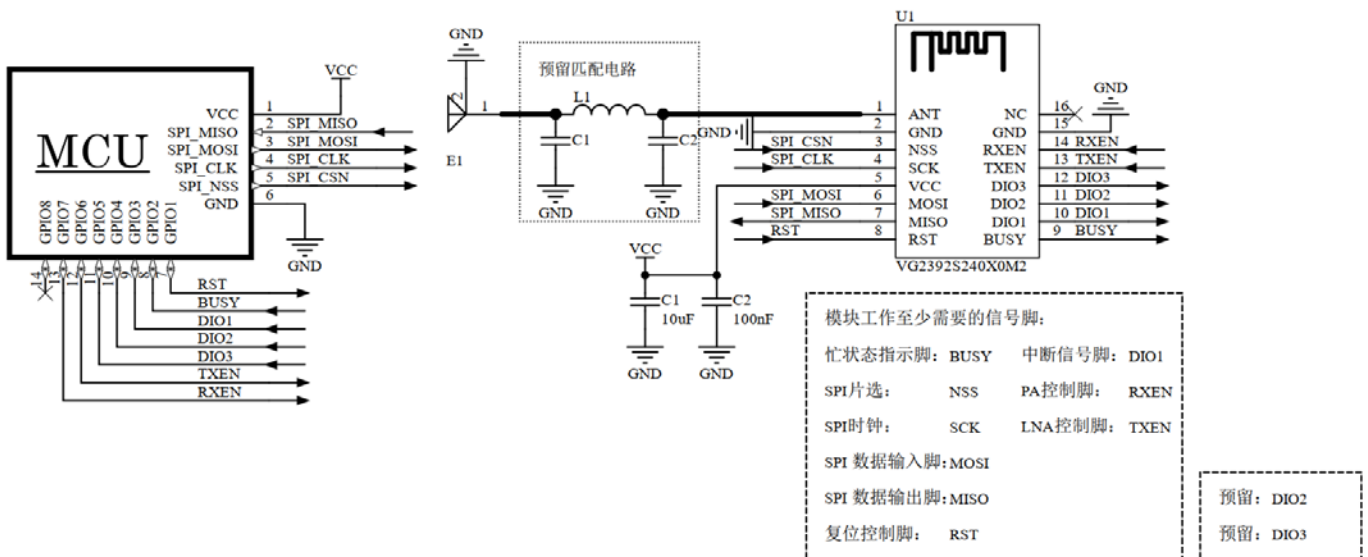 MCU
VCC
VCC
1
SPI_MISO
2
SPI_MISO
SPI_MOSI
3
SPI_MOSI
SPI_CLK
4
SPI_CLK
SPI_NSS
5
SPI_CSN
GND
6
GND
GPIO8
GPIO7
GPIO6
GPIO5
GPIO4
GPIO3
GPIO2
GPIO1
14
13
12
11
10
9
8
7
RST
BUSY
DIO1
DIO2
DIO3
TXEN
RXEN
GND
2
1
E1
预留匹配电路
L1
C1
C2
GND
GND
U1
GND
SPI_CSN
SPI_CLK
SPI_MOSI
SPI_MISO
RST
1
2
3
4
5
6
7
8
ANT
GND
NSS
SCK
VCC
MOSI
MISO
RST
NC
GND
RXEN
TXEN
DIO3
DIO2
DIO1
BUSY
16
15
14 RXEN
13 TXEN
12 DIO3
11 DIO2
10 DIO1
9 BUSY
GND
VG2392S240X0M2
VCC
C1
10uF
C2
100nF
GND
GND
模块工作至少需要的信号脚:
忙状态指示脚: BUSY 中断信号脚: DIO1
SPI片选: NSS PA控制脚: RXEN
SPI时钟: SCK LNA控制脚: TXEN
SPI 数据输入脚: MOSI
SPI 数据输出脚: MISO
复位控制脚: RST
预留: DIO2
预留: DIO3